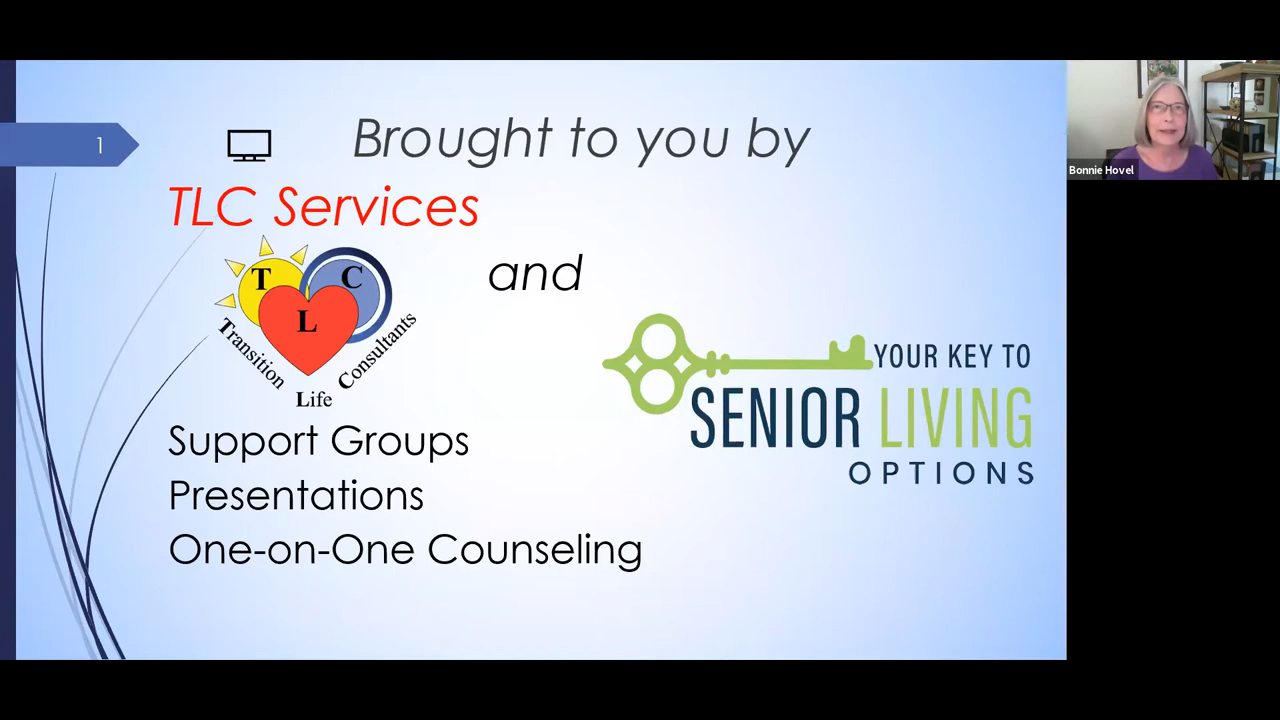 1
Brought to you by
TLC Services
T
C
L
Transition
Life
Consultants
and
YOUR KEY TO
SENIOR LIVING
OPTIONS
Support Groups
Presentations
One-on-One Counseling
Bonnie Hovel